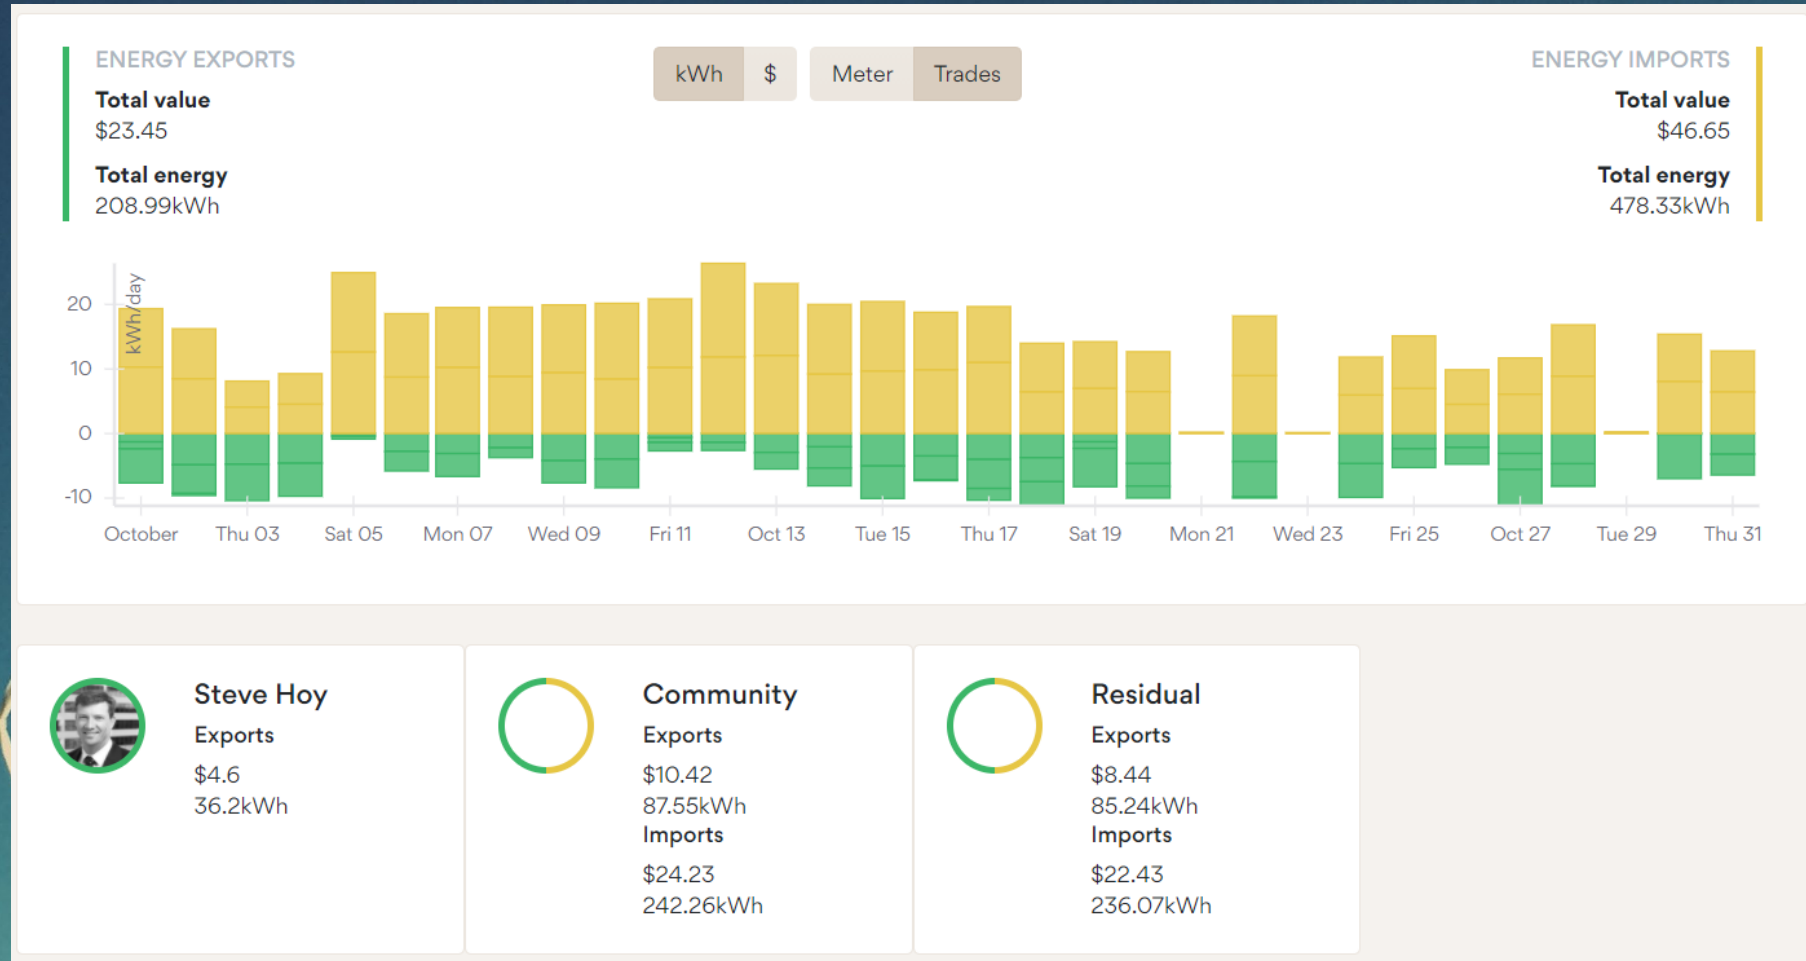 ENERGY EXPORTS
Total value
$23.45
Total energy
208.99kWh
kWh $ Meter Trades
ENERGY IMPORTS
Total value
$46.65
Total energy
478.33kWh
kWh/day
20
10
0
-10
October Thu 03 Sat 05 Mon 07 Wed 09 Fri 11 Oct 13 Tue 15 Thu 17 Sat 19 Mon 21 Wed 23 Fri 25 Oct 27 Tue 29 Thu 31
Steve Hoy
Exports
$4.6
36.2kWh
Community
Exports
$10.42
87.55kWh
Imports
$24.23
242.26kWh
Residual
Exports
$8.44
85.24kWh
Imports
$22.43
236.07kWh